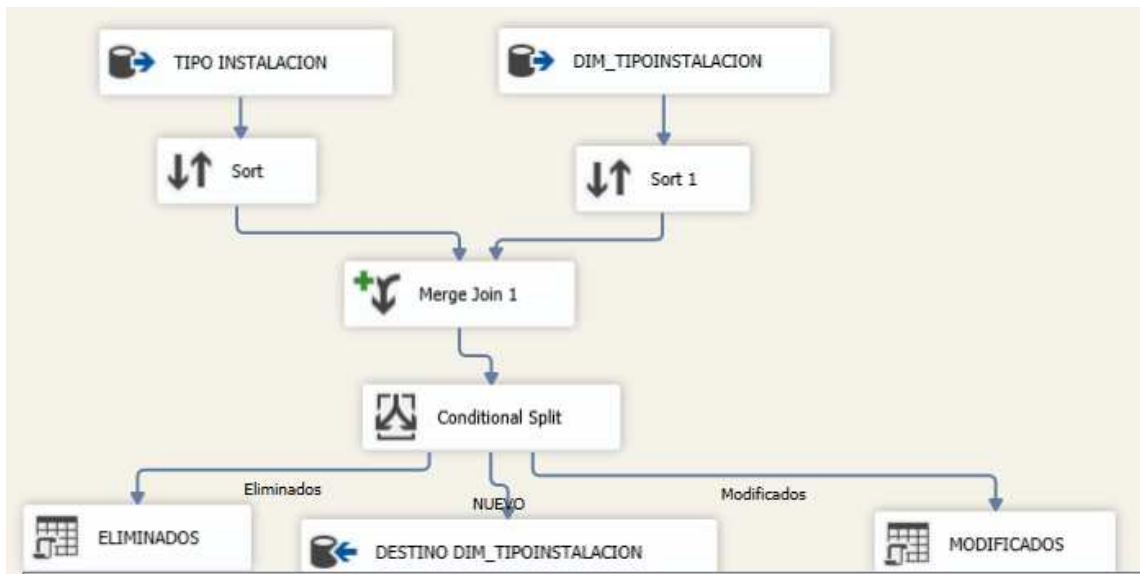 TIPO INSTALACION
DIM_TIPOINSTALACION
Sort
Sort 1
Merge Join 1
Conditional Split
Eliminados
NUEVO
Modificados
ELIMINADOS
DESTINO DIM_TIPOINSTALACION
MODIFICADOS